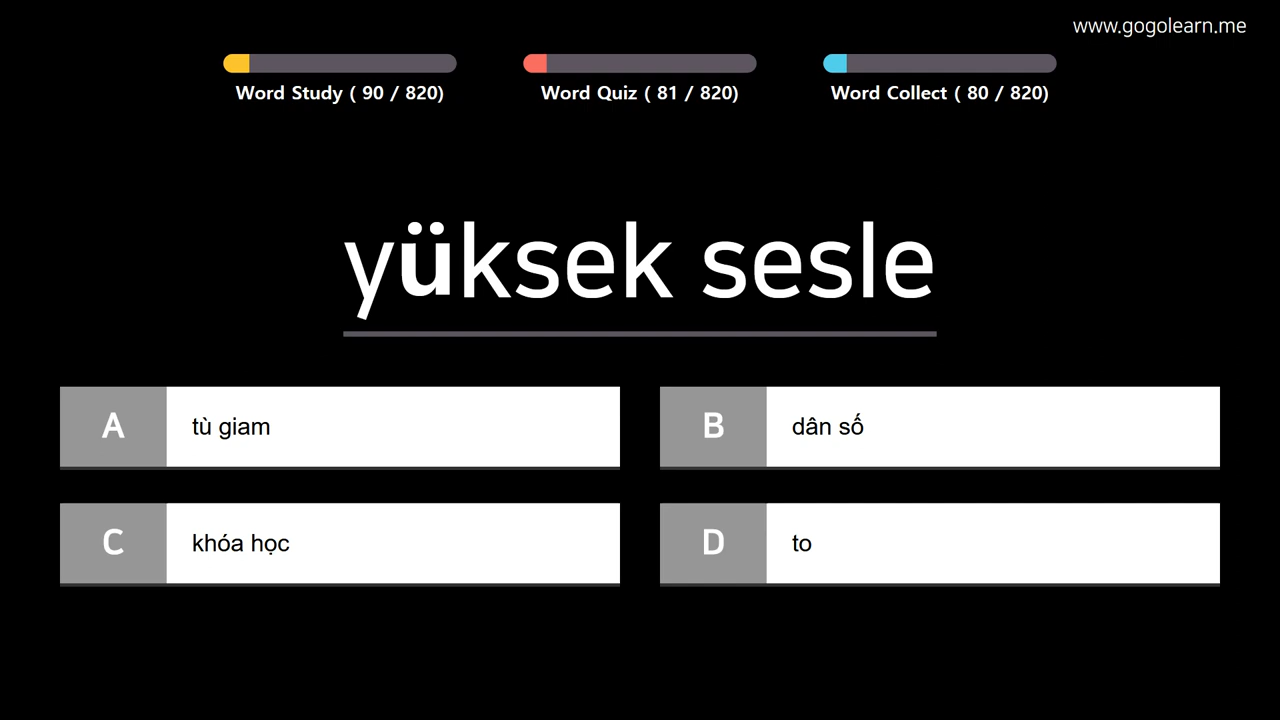 www.gogolearn.me
Word Study ( 90 / 820)
Word Quiz ( 81 / 820)
Word Collect ( 80 / 820)
yüksek sesle
A
tù giam
B
dân số
C
khóa học
D
to